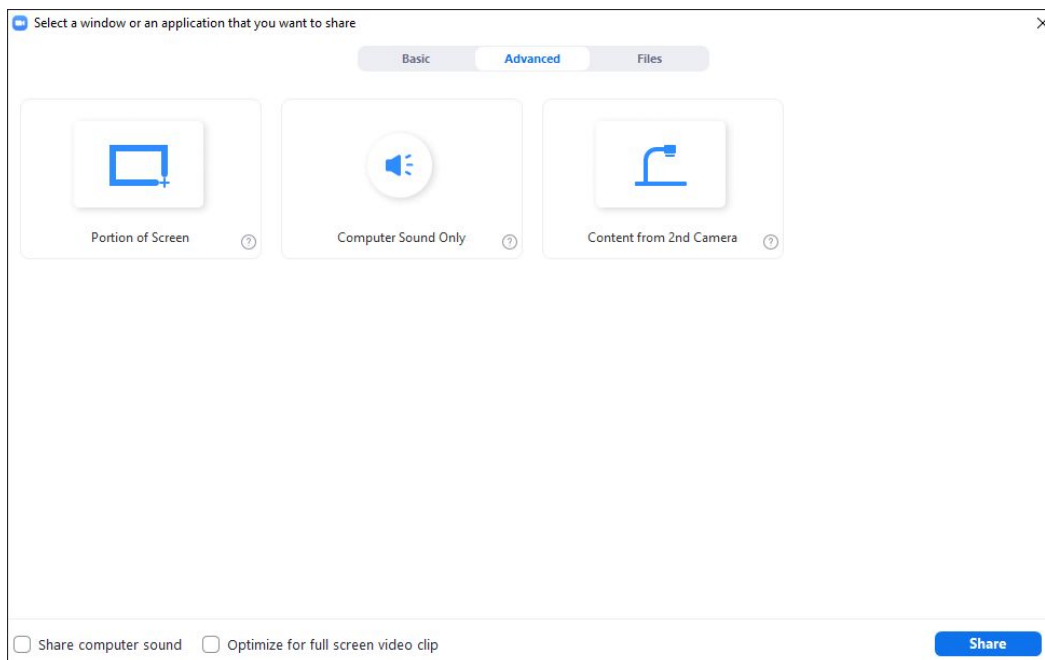 Select a window or an application that you want to share
Basic Advanced Files
Portion of Screen ? Computer Sound Only ? Content from 2nd Camera ?
Share computer sound Optimize for full screen video clip Share